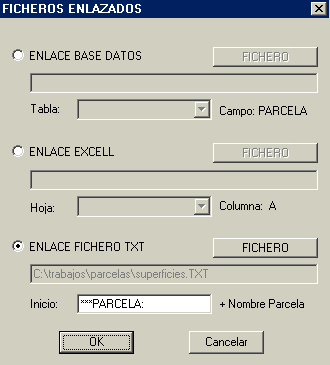 FICHEROS ENLAZADOS
ENLACE BASE DATOS FICHERO
Tabla: Campo: PARCELA
ENLACE EXCELL FICHERO
Hoja: Columna: A
ENLACE FICHERO TXT FICHERO
C:\trabajos\parcelas\superficies.TXT
Inicio: ***PARCELA: + Nombre Parcela
OK Cancelar